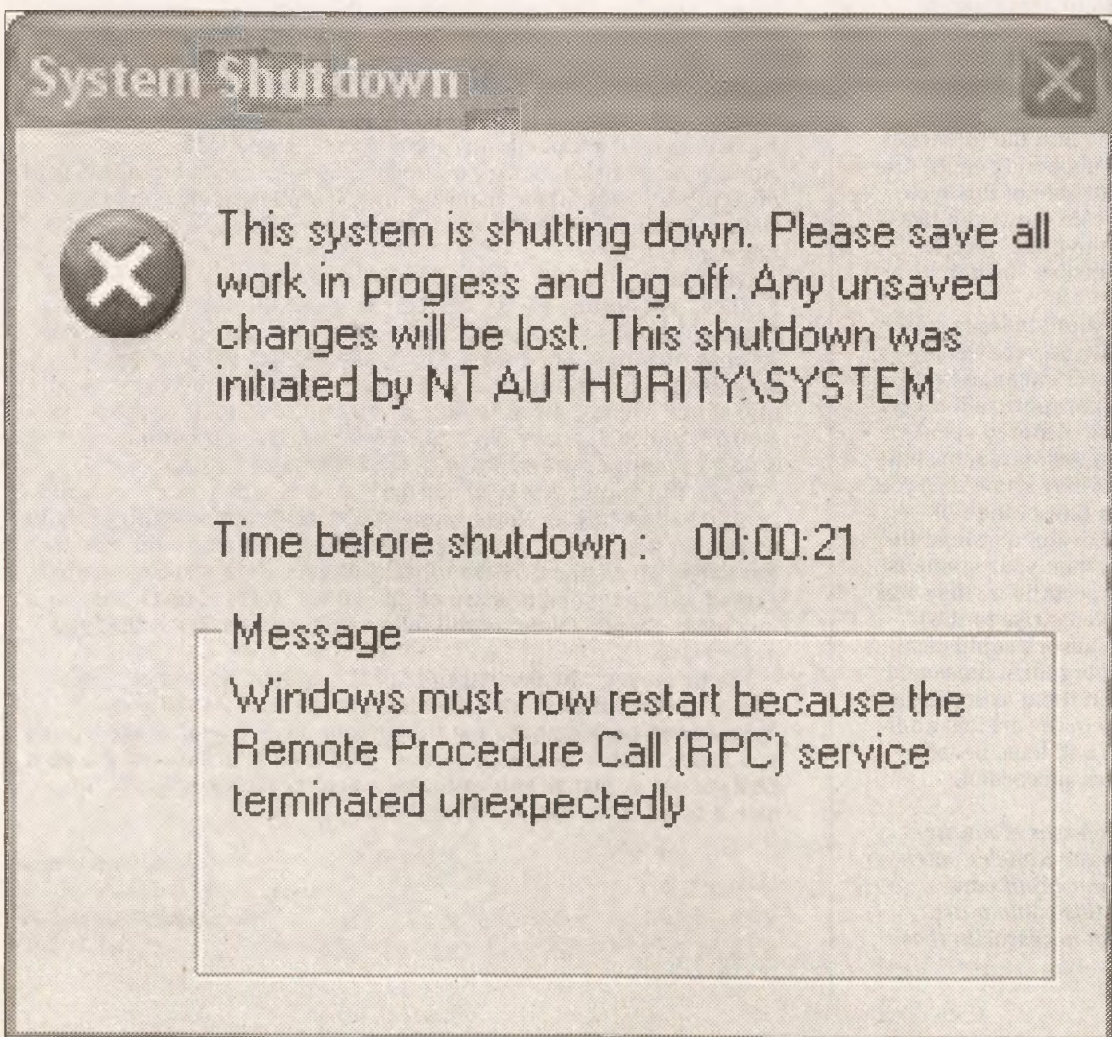 System Shutdown
This system is shutting down. Please save all
work in progress and log off. Any unsaved
changes will be lost. This shutdown was
initiated by NT AUTHORITY\SYSTEM
Time before shutdown : 00:00:21
Message
Windows must now restart because the
Remote Procedure Call (RPC) service
terminated unexpectedly